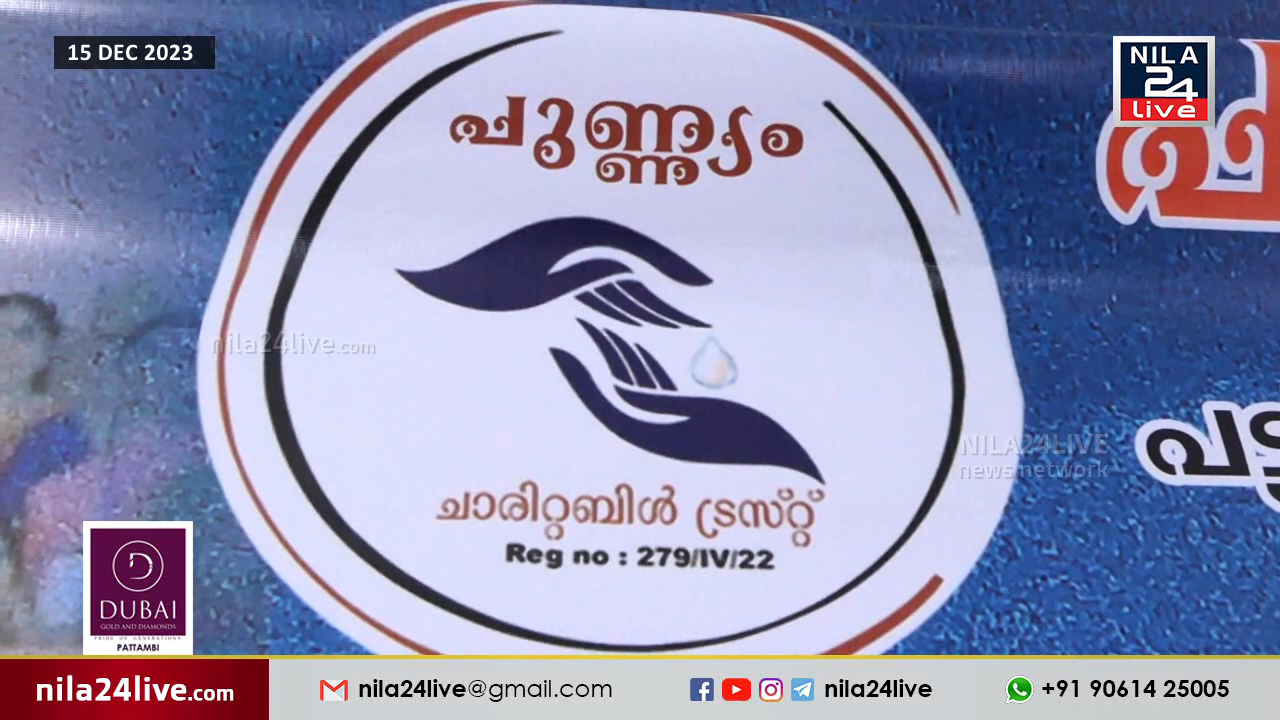 15 DEC 2023
NILA
24
live
പുണ്ണ്യം
nila24live.com
NILA24LIVE
news network
ചാരിറ്റബിൾ ട്രസ്റ്റ്
Reg no : 279/IV/22
D
DUBAI
GOLD AND DIAMONDS
PRIDE OF GENERATIONS
PATTAMBI
nila24live.com
nila24live@gmail.com
nila24live
+91 90614 25005